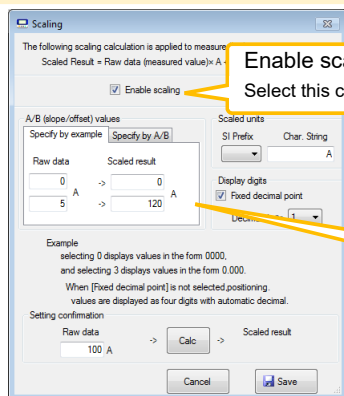 Scaling
The following scaling calculation is applied to measure
Scaled Result = Raw data (measured value)× A
Enable sca
Select this c
Enable scaling
A/B (slope/offset) values
Scaled units
Specify by example Specify by A/B
SI Prefix Char. String
A
Raw data Scaled result
0 -> 0
A A
5 -> 120
Display digits
Fixed decimal point
1
Example
selecting 0 displays values in the form 0000,
and selecting 3 displays values in the form 0.000.
When [Fixed decimal point] is not selected,positioning.
values are displayed as four digits with automatic decimal.
Setting confirmation
Raw data Scaled result
100 A -> Calc ->
Cancel Save